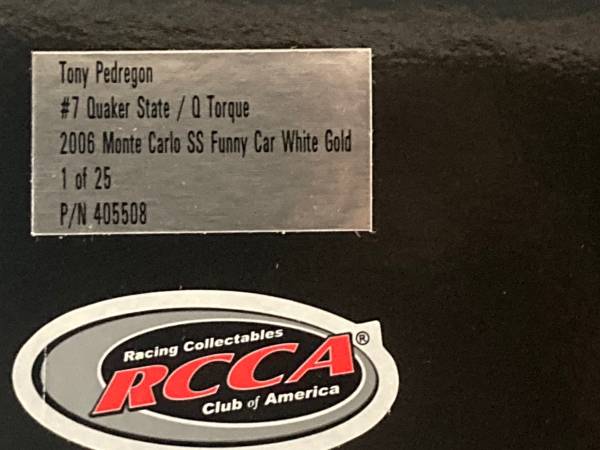 Tony Pedregon
#7 Quaker State / Q Torque
2006 Monte Carlo SS Funny Car White Gold
1 of 25
P/N 405508
Racing Collectables
RCCA®
Club of America